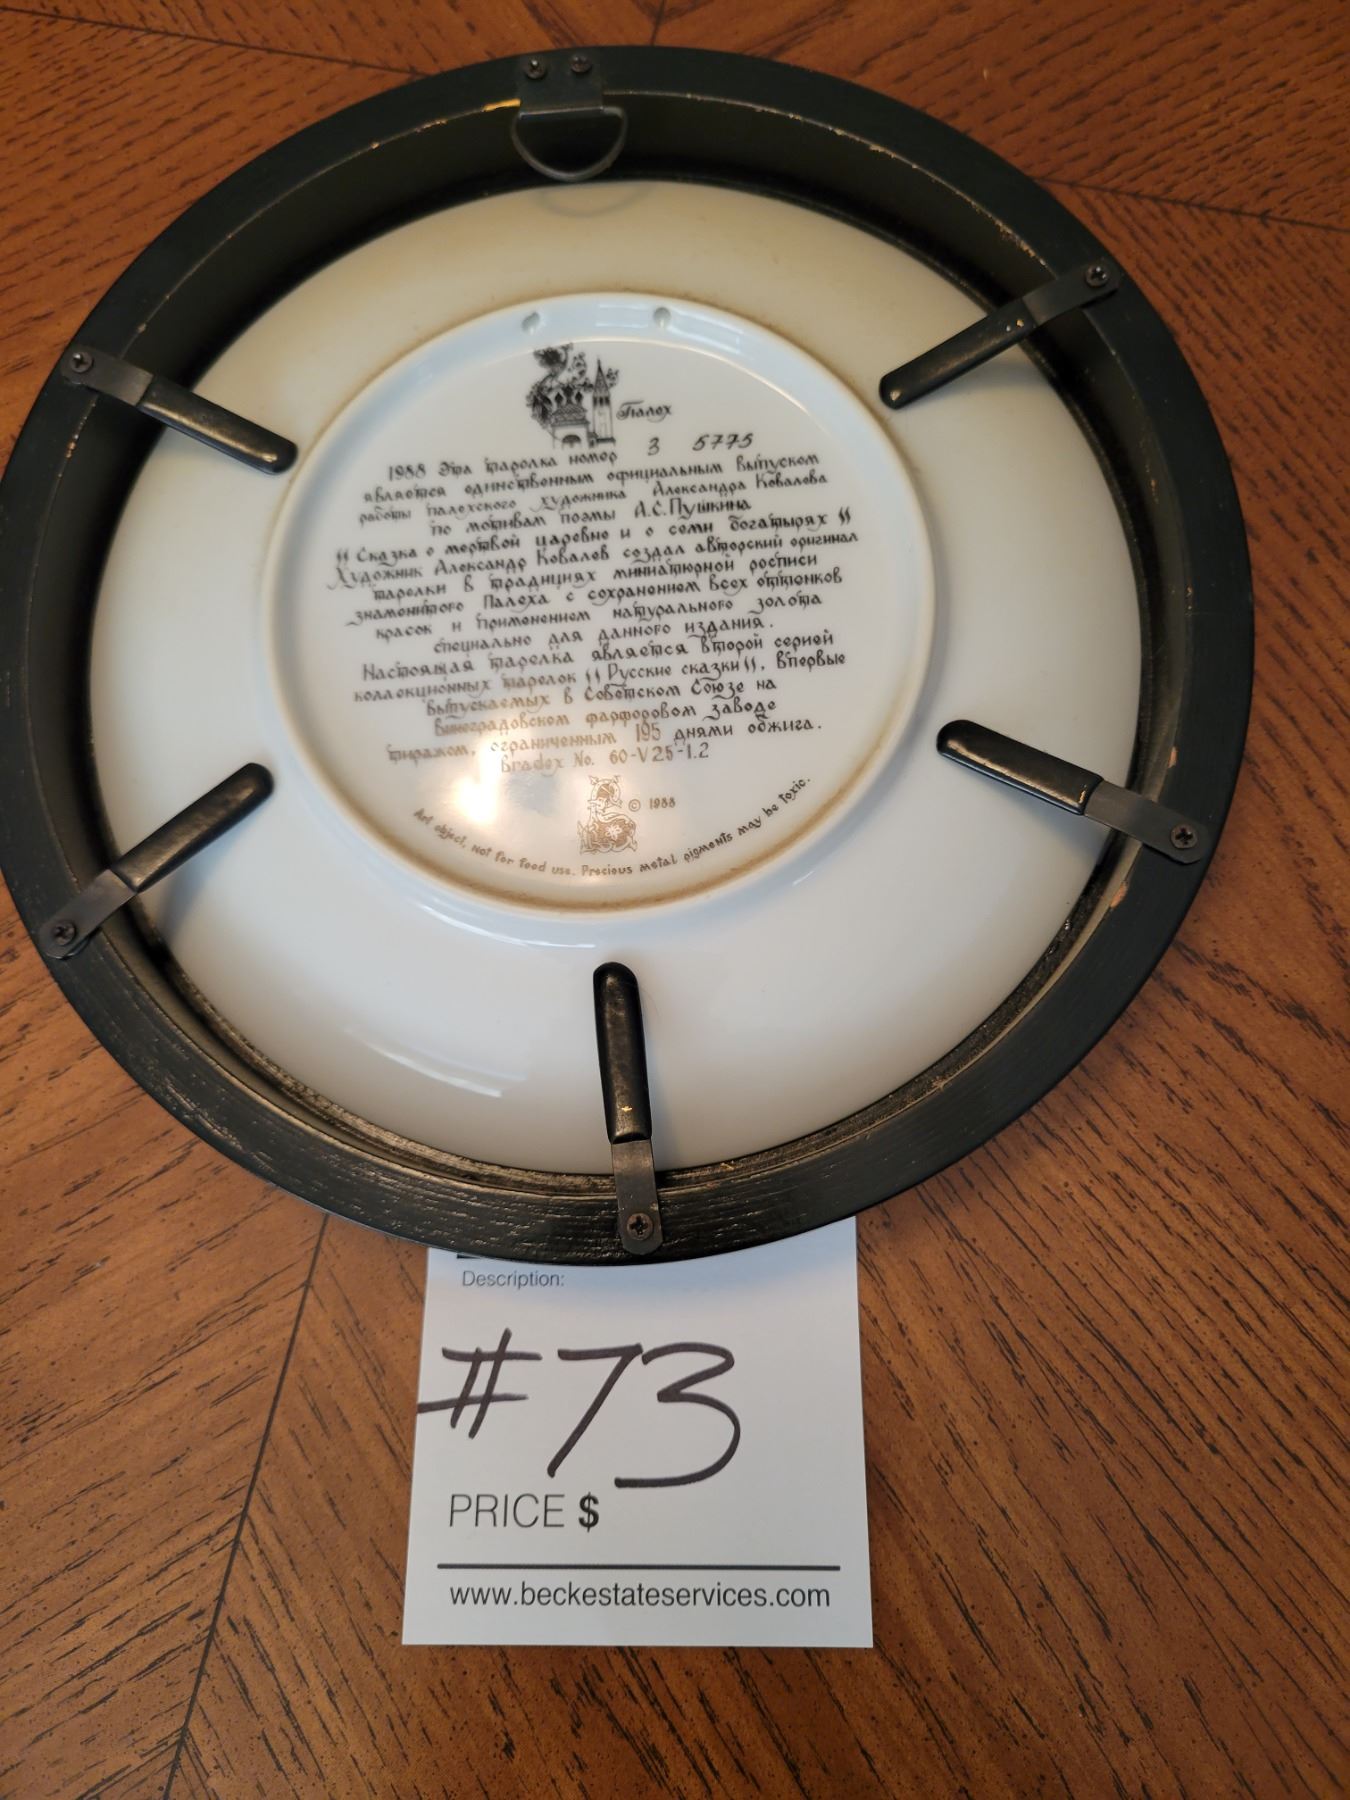 Палех
1988 Эта тарелка номер 3 5775
является единственным официальным выпуском
работы палехского художника Александра Ковалева
по мотивам поэмы А.С.Пушкина
"Сказка о мертвой царевне и о семи богатырях"
Художник Александр Ковалев создал авторский оригинал
тарелки в традициях миниатюрной росписи
знаменитого Палеха с сохранением всех оттенков
красок и применением натурального золота
специально для данного издания.
Настоящая тарелка является второй серией
коллекционных тарелок "Русские сказки", впервые
выпускаемых в Советском Союзе на
Виноградовском фарфоровом заводе
тиражом, ограниченным 195 днями обжига.
Bradex No. 60-V25-1.2
© 1988
Art object, not for food use. Precious metal pigments may be toxic.
Description:
#73
PRICE $
www.beckestateservices.com